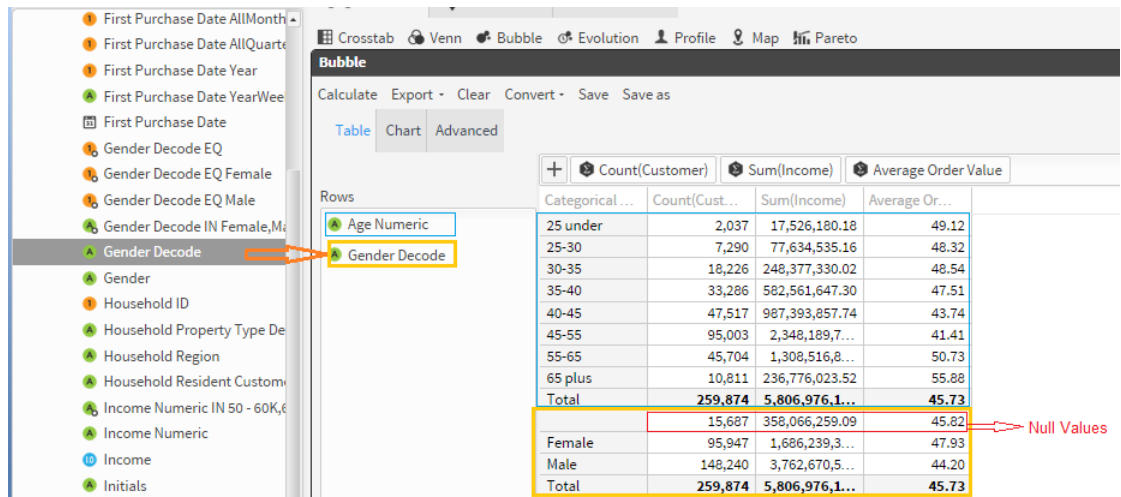 First Purchase Date AllMonth
First Purchase Date AllQuarte
First Purchase Date Year
First Purchase Date YearWee
First Purchase Date
Gender Decode EQ
Gender Decode EQ Female
Gender Decode EQ Male
Gender Decode IN Female,Ma
Gender Decode
Gender
Household ID
Household Property Type De
Household Region
Household Resident Custom
Income Numeric IN 50 - 60K,6
Income Numeric
Income
Initials
Crosstab Venn Bubble Evolution Profile Map Pareto
Bubble
Calculate Export Clear Convert Save Save as
Table Chart Advanced
+ Count(Customer) Sum(Income) Average Order Value
Rows
Age Numeric
Gender Decode
Categorical ... Count(Cust... Sum(Income) Average Or...
25 under 2,037 17,526,180.18 49.12
25-30 7,290 77,634,535.16 48.32
30-35 18,226 248,377,330.02 48.54
35-40 33,286 582,561,647.30 47.51
40-45 47,517 987,393,857.74 43.74
45-55 95,003 2,348,189,7... 41.41
55-65 45,704 1,308,516,8... 50.73
65 plus 10,811 236,776,023.52 55.88
Total 259,874 5,806,976,1... 45.73
15,687 358,066,259.09 45.82 Null Values
Female 95,947 1,686,239,3... 47.93
Male 148,240 3,762,670,5... 44.20
Total 259,874 5,806,976,1... 45.73